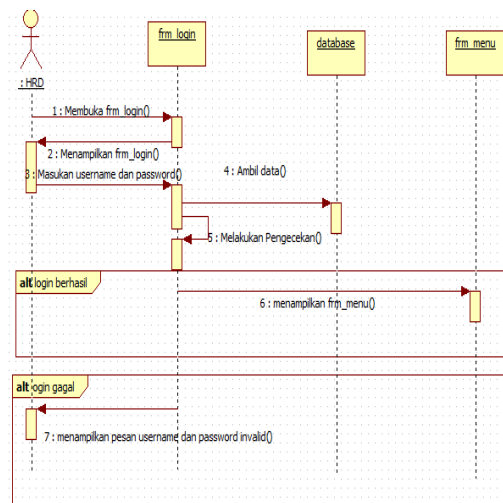 frm_login
database
frm_menu
: HRD
1 : Membuka frm_login()
2 : Menampilkan frm_login()
3 : Masukan username dan password()
4 : Ambil data()
5 : Melakukan Pengecekan()
alt login berhasil
6 : menampilkan frm_menu()
alt login gagal
7 : menampilkan pesan username dan password invalid()